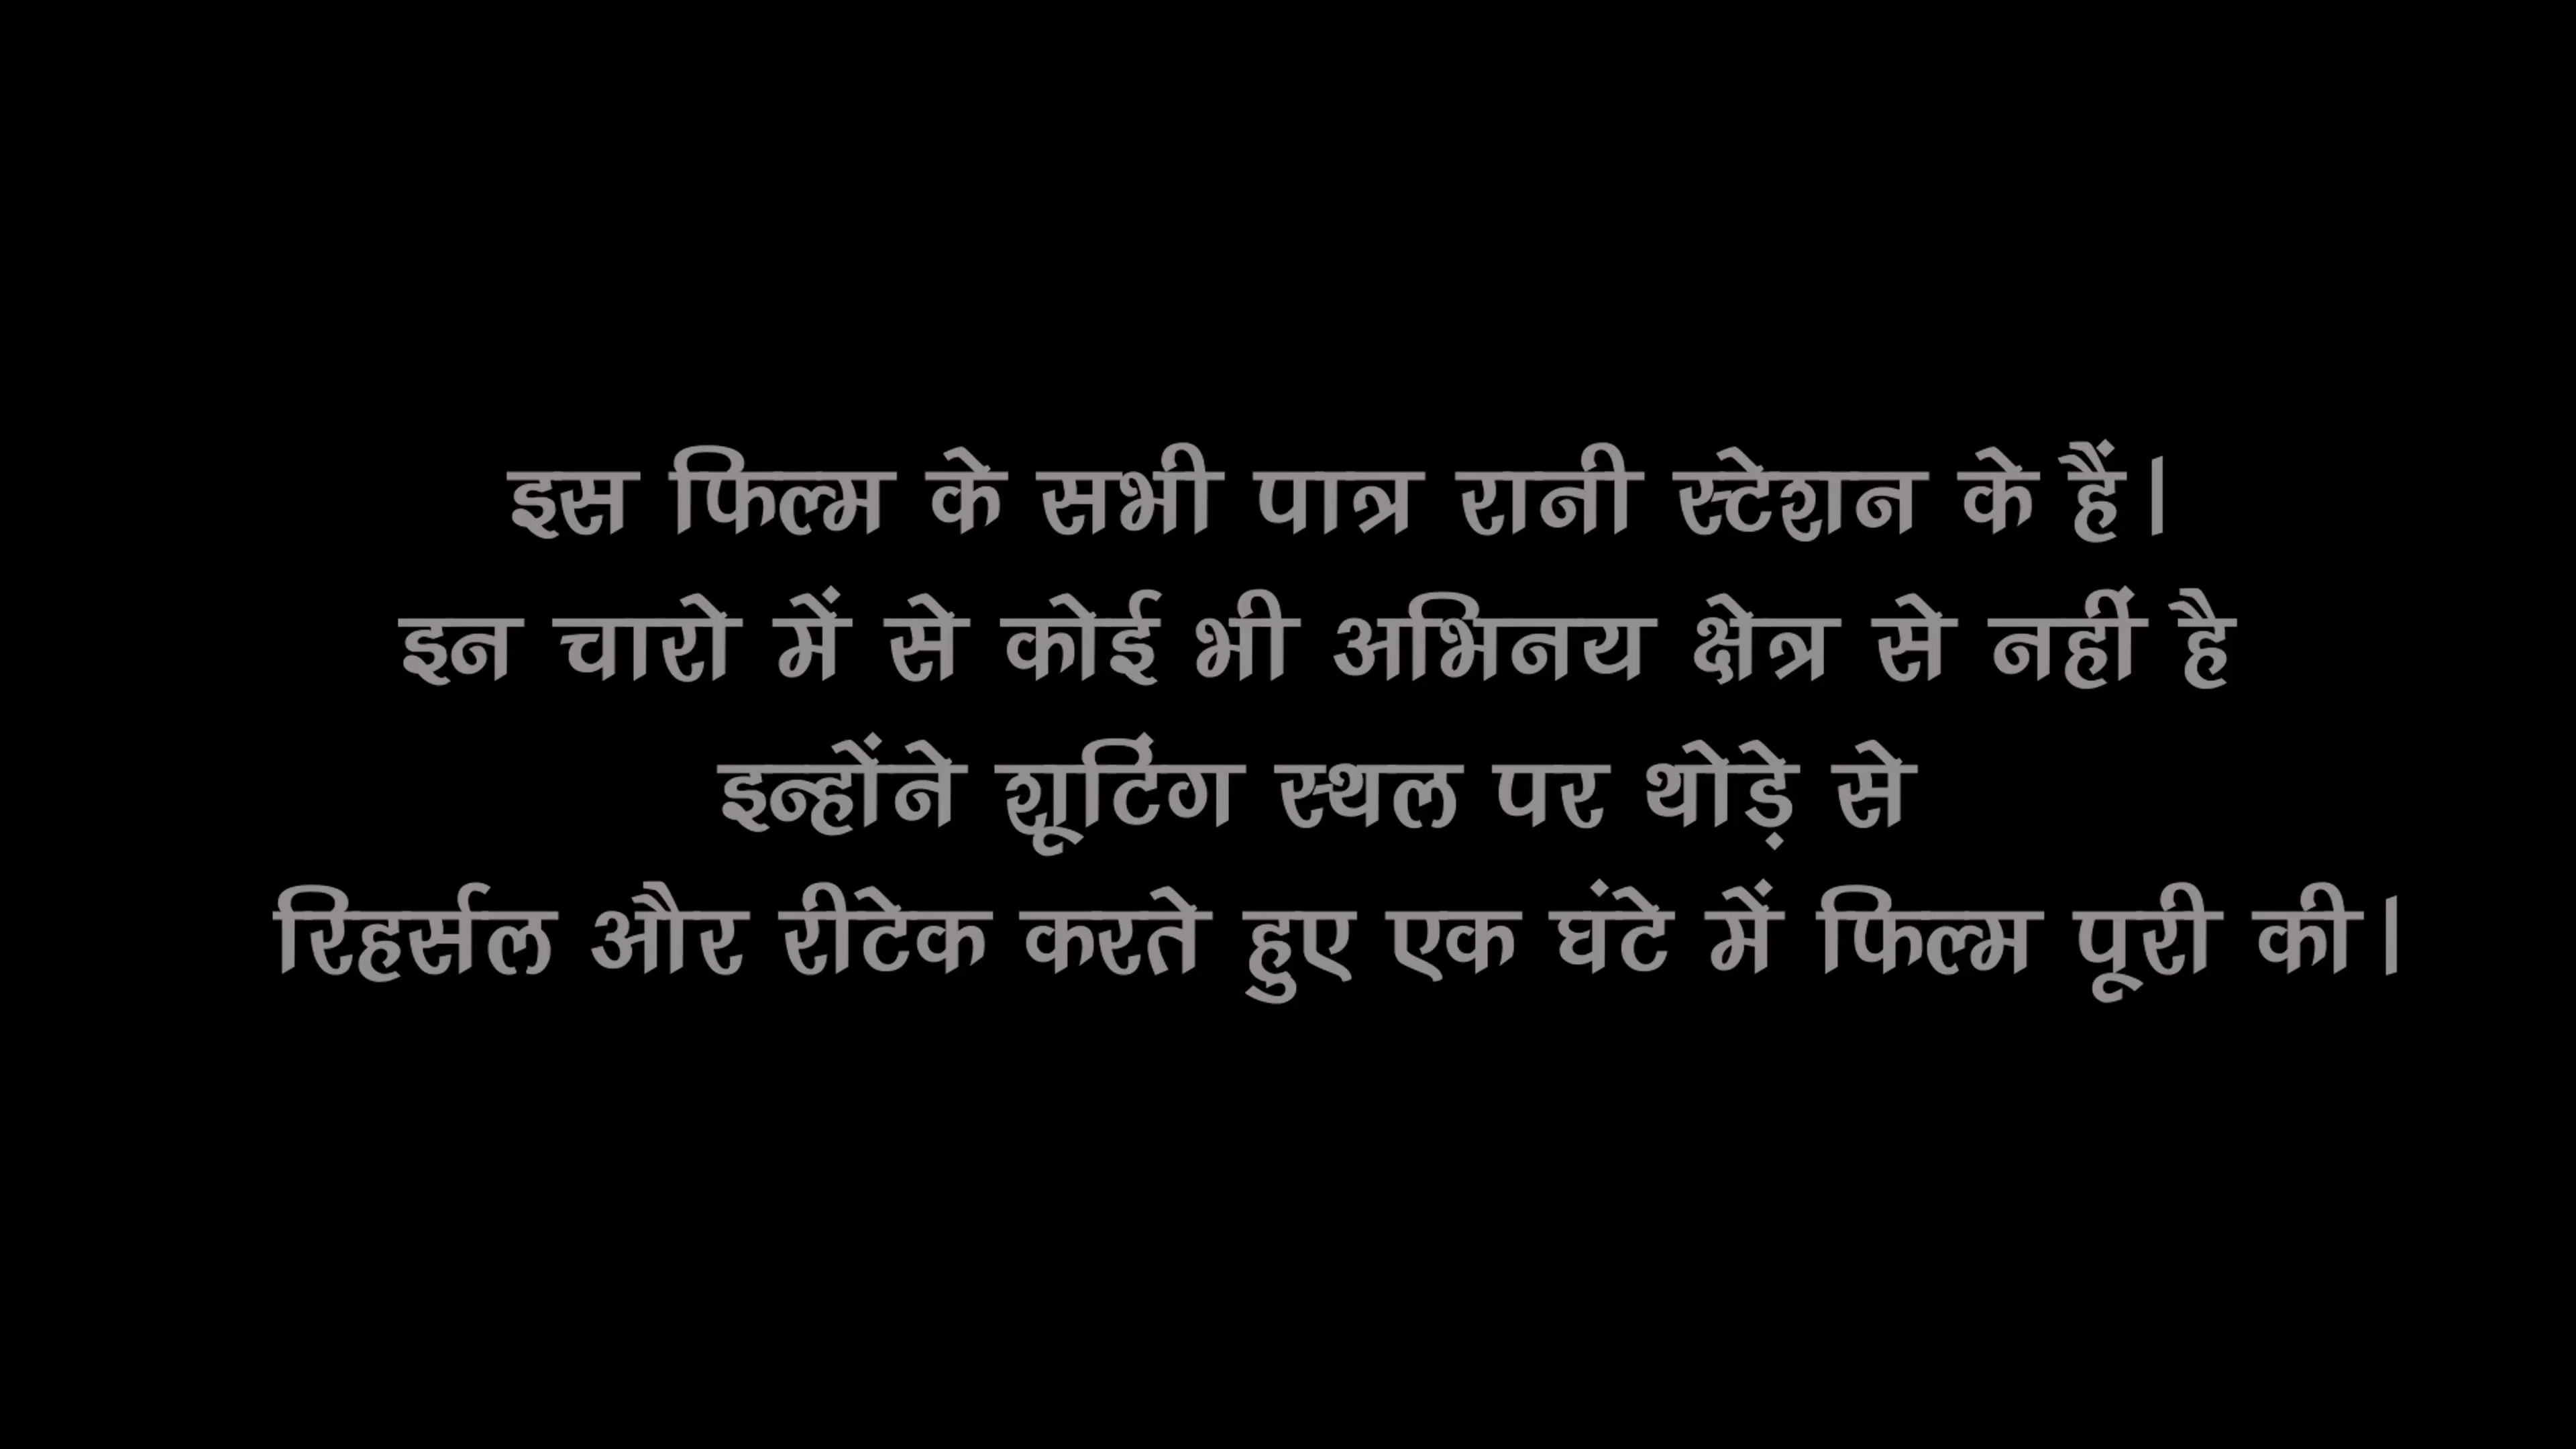 इस फिल्म के सभी पात्र रानी स्टेशन के हैं।
इन चारो में से कोई भी अभिनय क्षेत्र से नहीं है
इन्होंने शूटिंग स्थल पर थोड़े से
रिहर्सल और रीटेक करते हुए एक घंटे में फिल्म पूरी की।